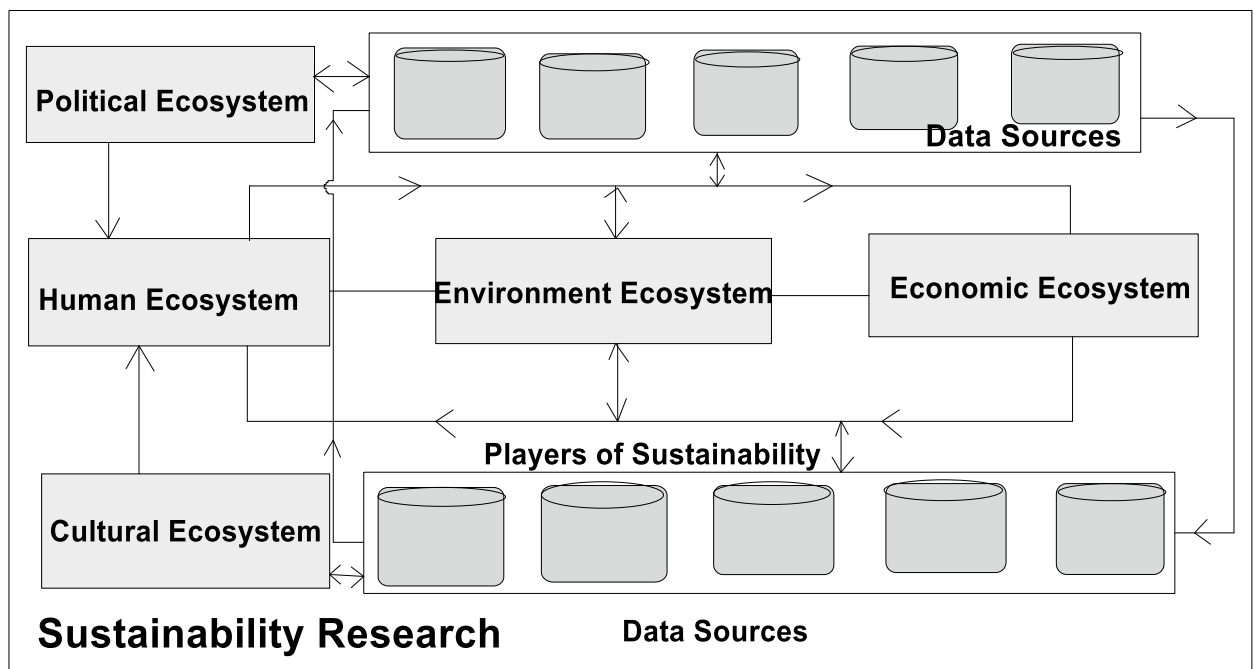 Political Ecosystem
Data Sources
Human Ecosystem
Environment Ecosystem
Economic Ecosystem
Players of Sustainability
Cultural Ecosystem
Sustainability Research
Data Sources